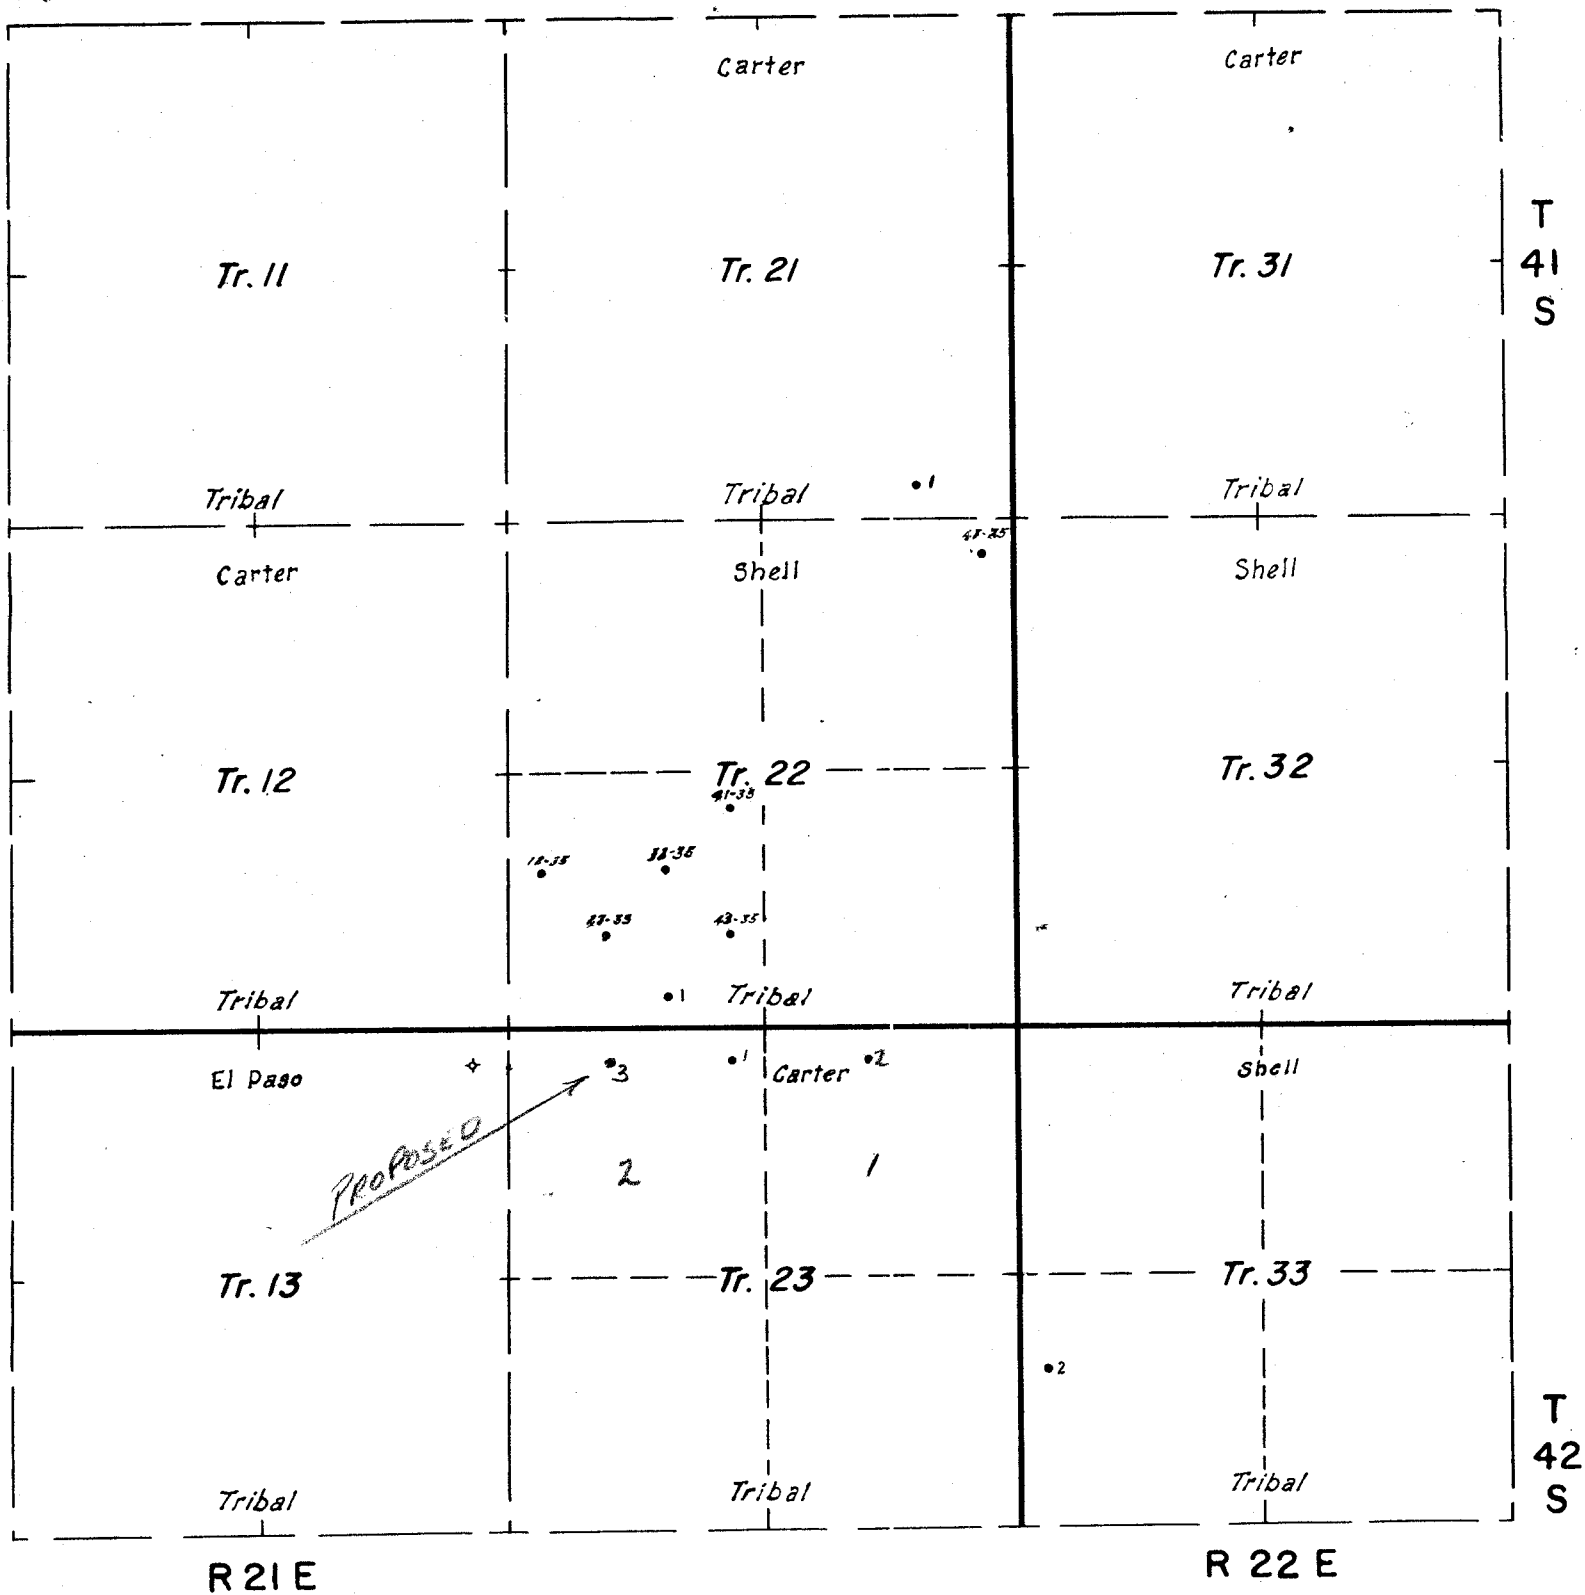 Carter Carter
T
41
S
Tr. 11 Tr. 21 Tr. 31
Tribal Tribal 1 Tribal
Carter Shell Shell
Tr. 12 Tr. 22 Tr. 32
41-35
12-35 32-35
43-35
Tribal 1 Tribal Tribal
El Paso 3 1 Carter 2 Shell
PROPOSED
2 1
Tr. 13 Tr. 23 Tr. 33
2
T
42
S
Tribal Tribal Tribal
R 21 E R 22 E